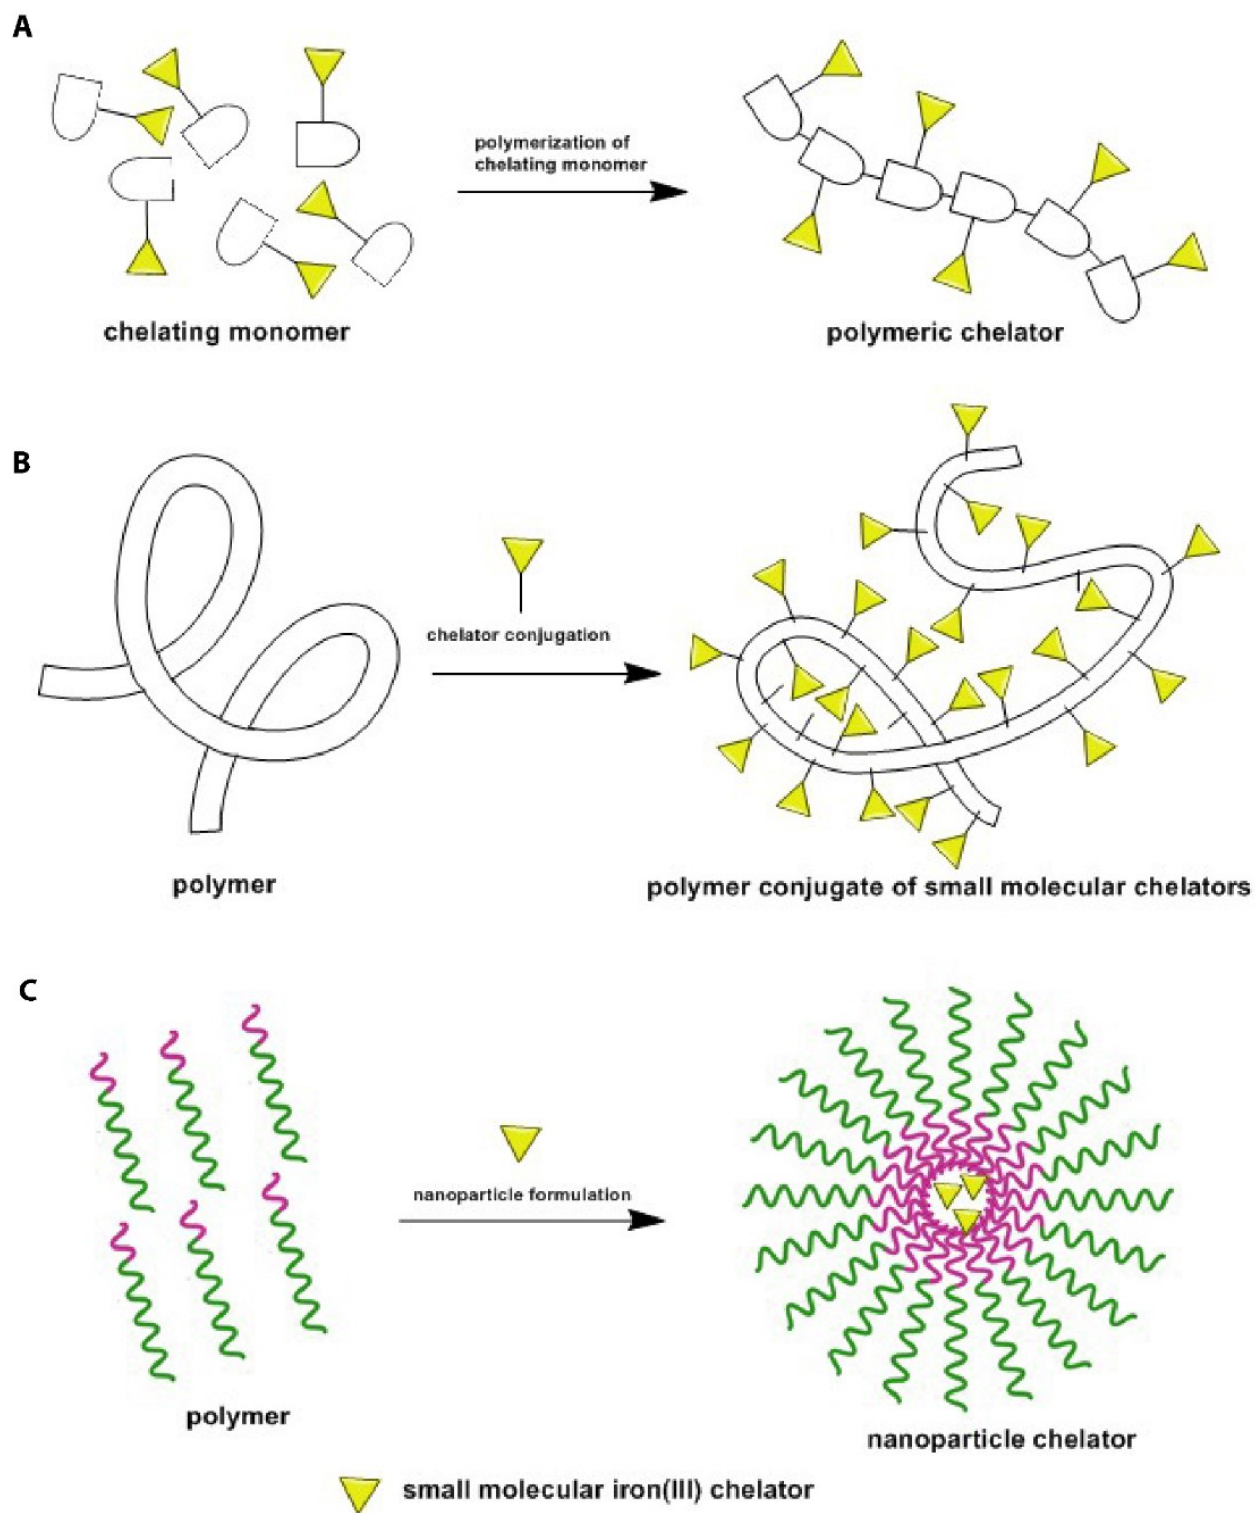 A
polymerization of
chelating monomer
chelating monomer
polymeric chelator
B
chelator conjugation
polymer
polymer conjugate of small molecular chelators
C
nanoparticle formulation
polymer
nanoparticle chelator
small molecular iron(III) chelator